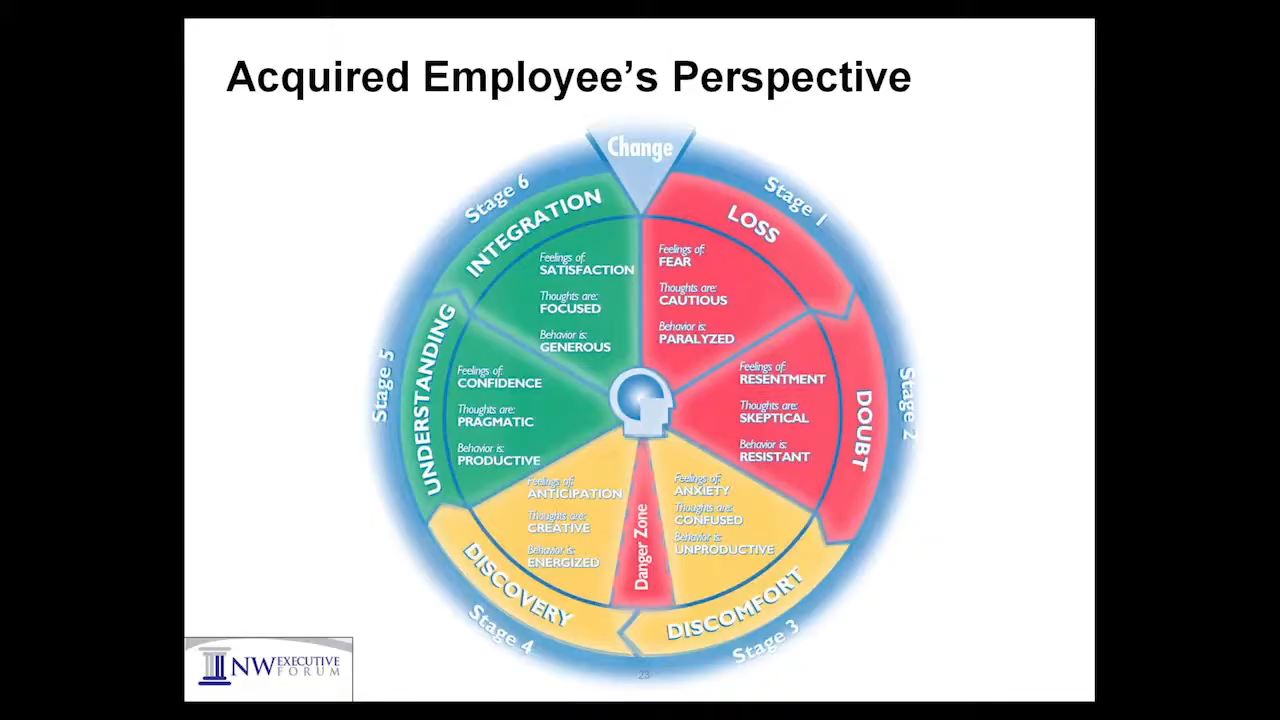 Acquired Employee's Perspective
Change
Stage 1
LOSS
Feelings of:
FEAR
Thoughts are:
CAUTIOUS
Behavior is:
PARALYZED
Stage 2
DOUBT
Feelings of:
RESENTMENT
Thoughts are:
SKEPTICAL
Behavior is:
RESISTANT
Stage 3
DISCOMFORT
Feelings of:
ANXIETY
Thoughts are:
CONFUSED
Behavior is:
UNPRODUCTIVE
Danger Zone
Stage 4
DISCOVERY
Feelings of:
ANTICIPATION
Thoughts are:
CREATIVE
Behavior is:
ENERGIZED
Stage 5
UNDERSTANDING
Feelings of:
CONFIDENCE
Thoughts are:
PRAGMATIC
Behavior is:
PRODUCTIVE
Stage 6
INTEGRATION
Feelings of:
SATISFACTION
Thoughts are:
FOCUSED
Behavior is:
GENEROUS
NW EXECUTIVE
FORUM
23